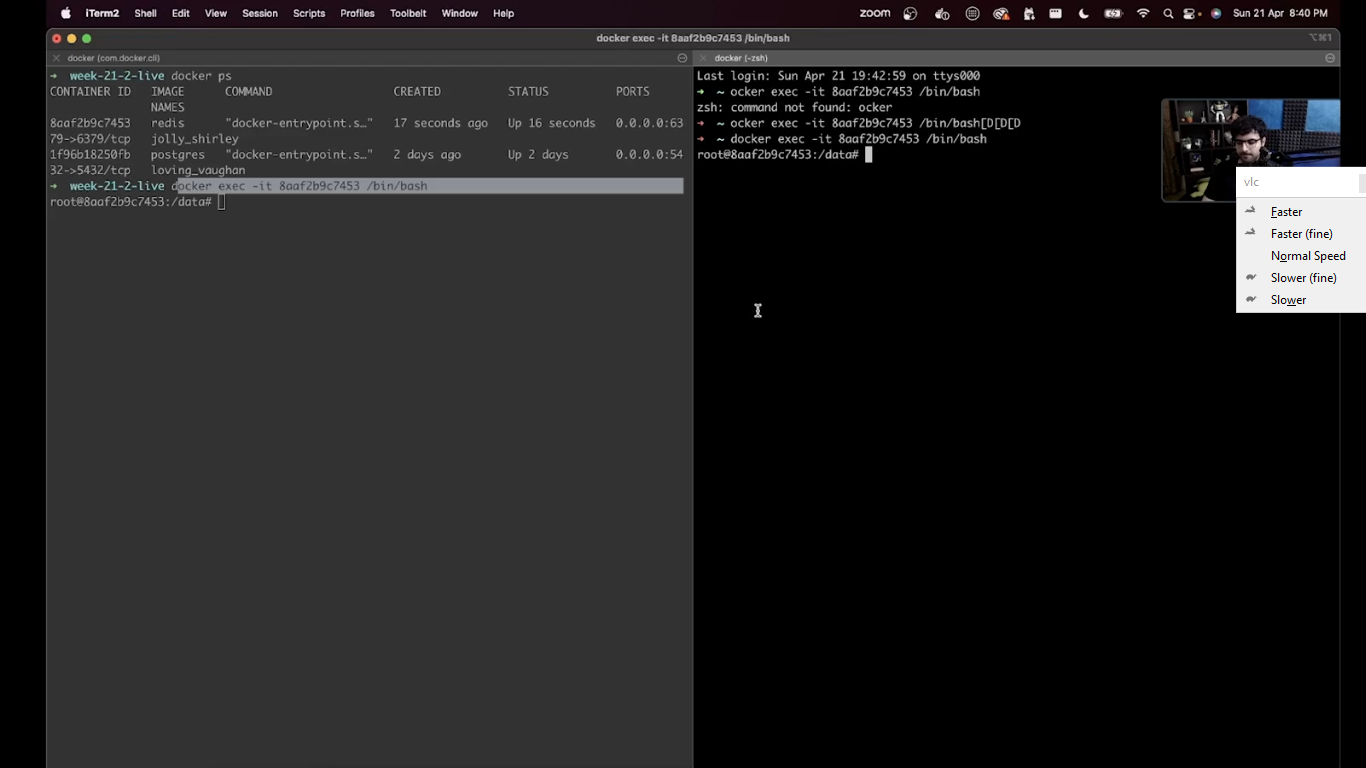 iTerm2 Shell Edit View Session Scripts Profiles Toolbelt Window Help zoom Sun 21 Apr 8:40 PM
docker exec -it 8aaf2b9c7453 /bin/bash ⌥⌘1
docker (com.docker.cli)
➜ week-21-2-live docker ps
CONTAINER ID IMAGE COMMAND CREATED STATUS PORTS
NAMES
8aaf2b9c7453 redis "docker-entrypoint.s…" 17 seconds ago Up 16 seconds 0.0.0.0:63
79->6379/tcp jolly_shirley
1f96b18250fb postgres "docker-entrypoint.s…" 2 days ago Up 2 days 0.0.0.0:54
32->5432/tcp loving_vaughan
➜ week-21-2-live docker exec -it 8aaf2b9c7453 /bin/bash
root@8aaf2b9c7453:/data#
docker (-zsh)
Last login: Sun Apr 21 19:42:59 on ttys000
➜ ~ ocker exec -it 8aaf2b9c7453 /bin/bash
zsh: command not found: ocker
➜ ~ ocker exec -it 8aaf2b9c7453 /bin/bash[D[D[D
➜ ~ docker exec -it 8aaf2b9c7453 /bin/bash
root@8aaf2b9c7453:/data#
vlc
Faster
Faster (fine)
Normal Speed
Slower (fine)
Slower